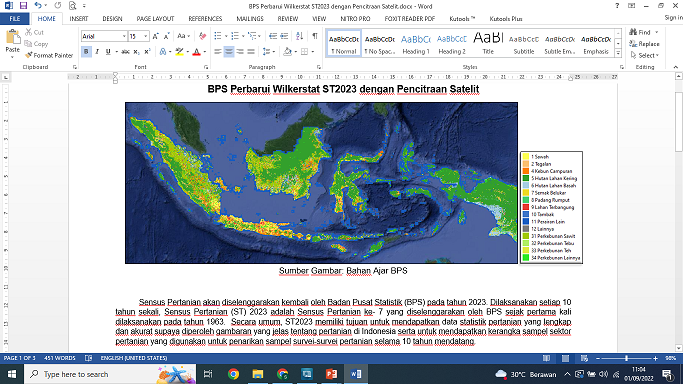 BPS Perbarui Wilkerstat ST2023 dengan Pencitraan Satelit.docx - Word
FILE HOME INSERT DESIGN PAGE LAYOUT REFERENCES MAILINGS REVIEW VIEW NITRO PRO FOXIT READER PDF Kutools ™ Kutools Plus
Sign in
Cut
Copy
Format Painter
Paste
Arial 15
AaBbCcDc AaBbCcDc AaBbCc AaBbCcC AaBl AaBbCcD AaBbCcDc AaBbCcDc
¶ Normal ¶ No Spac... Heading 1 Heading 2 Title Subtitle Subtle Em... Emphasis
Find
Replace
Select
Clipboard Font Paragraph Styles Editing
BPS Perbarui Wilkerstat ST2023 dengan Pencitraan Satelit
1 Sawah
2 Tegalan
4 Kebun Campuran
5 Hutan Lahan Kering
6 Hutan Lahan Basah
7 Semak Belukar
8 Padang Rumput
9 Lahan Terbangung
10 Tambak
11 Perairan Lain
12 Lainnya
31 Perkebunan Sawit
32 Perkebunan Tebu
33 Perkebunan Teh
34 Perkebunan Lainnya
Sumber Gambar: Bahan Ajar BPS
Sensus Pertanian akan diselenggarakan kembali oleh Badan Pusat Statistik (BPS) pada tahun 2023. Dilaksanakan setiap 10
tahun sekali, Sensus Pertanian (ST) 2023 adalah Sensus Pertanian ke- 7 yang diselenggarakan oleh BPS sejak pertama kali
dilaksanakan pada tahun 1963. Secara umum, ST2023 memiliki tujuan untuk mendapatkan data statistik pertanian yang lengkap
dan akurat supaya diperoleh gambaran yang jelas tentang pertanian di Indonesia serta untuk mendapatkan kerangka sampel sektor
pertanian yang digunakan untuk penarikan sampel survei-survei pertanian selama 10 tahun mendatang.
PAGE 1 OF 3 451 WORDS ENGLISH (UNITED STATES) 98%
Type here to search
30°C Berawan
11:04
01/09/2022